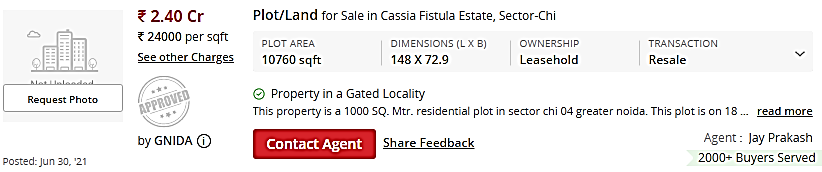 ₹ 2.40 Cr
₹ 24000 per sqft
See other Charges
Plot/Land for Sale in Cassia Fistula Estate, Sector-Chi
PLOT AREA
10760 sqft
DIMENSIONS (L X B)
148 X 72.9
OWNERSHIP
Leasehold
TRANSACTION
Resale
Not Uploaded
Request Photo
APPROVED
by GNIDA
Property in a Gated Locality
This property is a 1000 SQ. Mtr. residential plot in sector chi 04 greater noida. This plot is on 18 ... read more
Contact Agent
Share Feedback
Agent : Jay Prakash
2000+ Buyers Served
Posted: Jun 30, '21